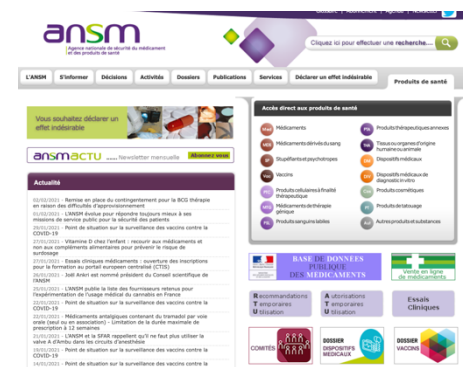 Glossaire | Abonnement | Agenda | Newsletter
ansm
Agence nationale de sécurité du médicament
et des produits de santé
Cliquez ici pour effectuer une recherche...
L'ANSM S'informer Décisions Activités Dossiers Publications Services Déclarer un effet indésirable Produits de santé
Vous souhaitez déclarer un
effet indésirable
ansmactu ..... Newsletter mensuelle Abonnez vous
Actualité
02/02/2021 - Remise en place du contingentement pour la BCG thérapie
en raison des difficultés d'approvisionnement
01/02/2021 - L'ANSM évolue pour répondre toujours mieux à ses
missions de service public pour la sécurité des patients
29/01/2021 - Point de situation sur la surveillance des vaccins contre la
COVID-19
27/01/2021 - Vitamine D chez l'enfant : recourir aux médicaments et
non aux compléments alimentaires pour prévenir le risque de
surdosage
27/01/2021 - Essais cliniques médicaments : ouverture des inscriptions
pour la formation au portail européen centralisé (CTIS)
26/01/2021 - Joël Ankri est nommé président du Conseil scientifique de
l'ANSM
25/01/2021 - L'ANSM publie la liste des fournisseurs retenus pour
l'expérimentation de l'usage médical du cannabis en France
22/01/2021 - Point de situation sur la surveillance des vaccins contre la
COVID-19
22/01/2021 - Médicaments antalgiques contenant du tramadol par voie
orale (seul ou en association) - Limitation de la durée maximale de
prescription à 12 semaines
21/01/2021 - L'ANSM et la SFAR rappellent qu'il ne faut plus utiliser la
valve A d'Ambu dans les circuits d'anesthésie
15/01/2021 - Point de situation sur la surveillance des vaccins contre la
COVID-19
14/01/2021 - Point de situation sur la surveillance des vaccins contre la
Accès direct aux produits de santé
Médicaments
Médicaments dérivés du sang
Stupéfiants et psychotropes
Vaccins
Produits cellulaires à finalité
thérapeutique
Médicaments de thérapie
génique
Produits sanguins labiles
Produits thérapeutiques annexes
Tissus ou organes d'origine
humaine ou animale
Dispositifs médicaux
Dispositifs médicaux de
diagnostic in vitro
Produits cosmétiques
Produits de tatouage
Autres produits et substances
BASE DE DONNÉES
PUBLIQUE
DES MÉDICAMENTS
Vente en ligne
de médicaments
Recommandations
Temporaires
Utilisation
Autorisations
Temporaires
Utilisation
Essais
Cliniques
COMITÉS
DOSSIER
DISPOSITIFS
MÉDICAUX
DOSSIER
VACCINS